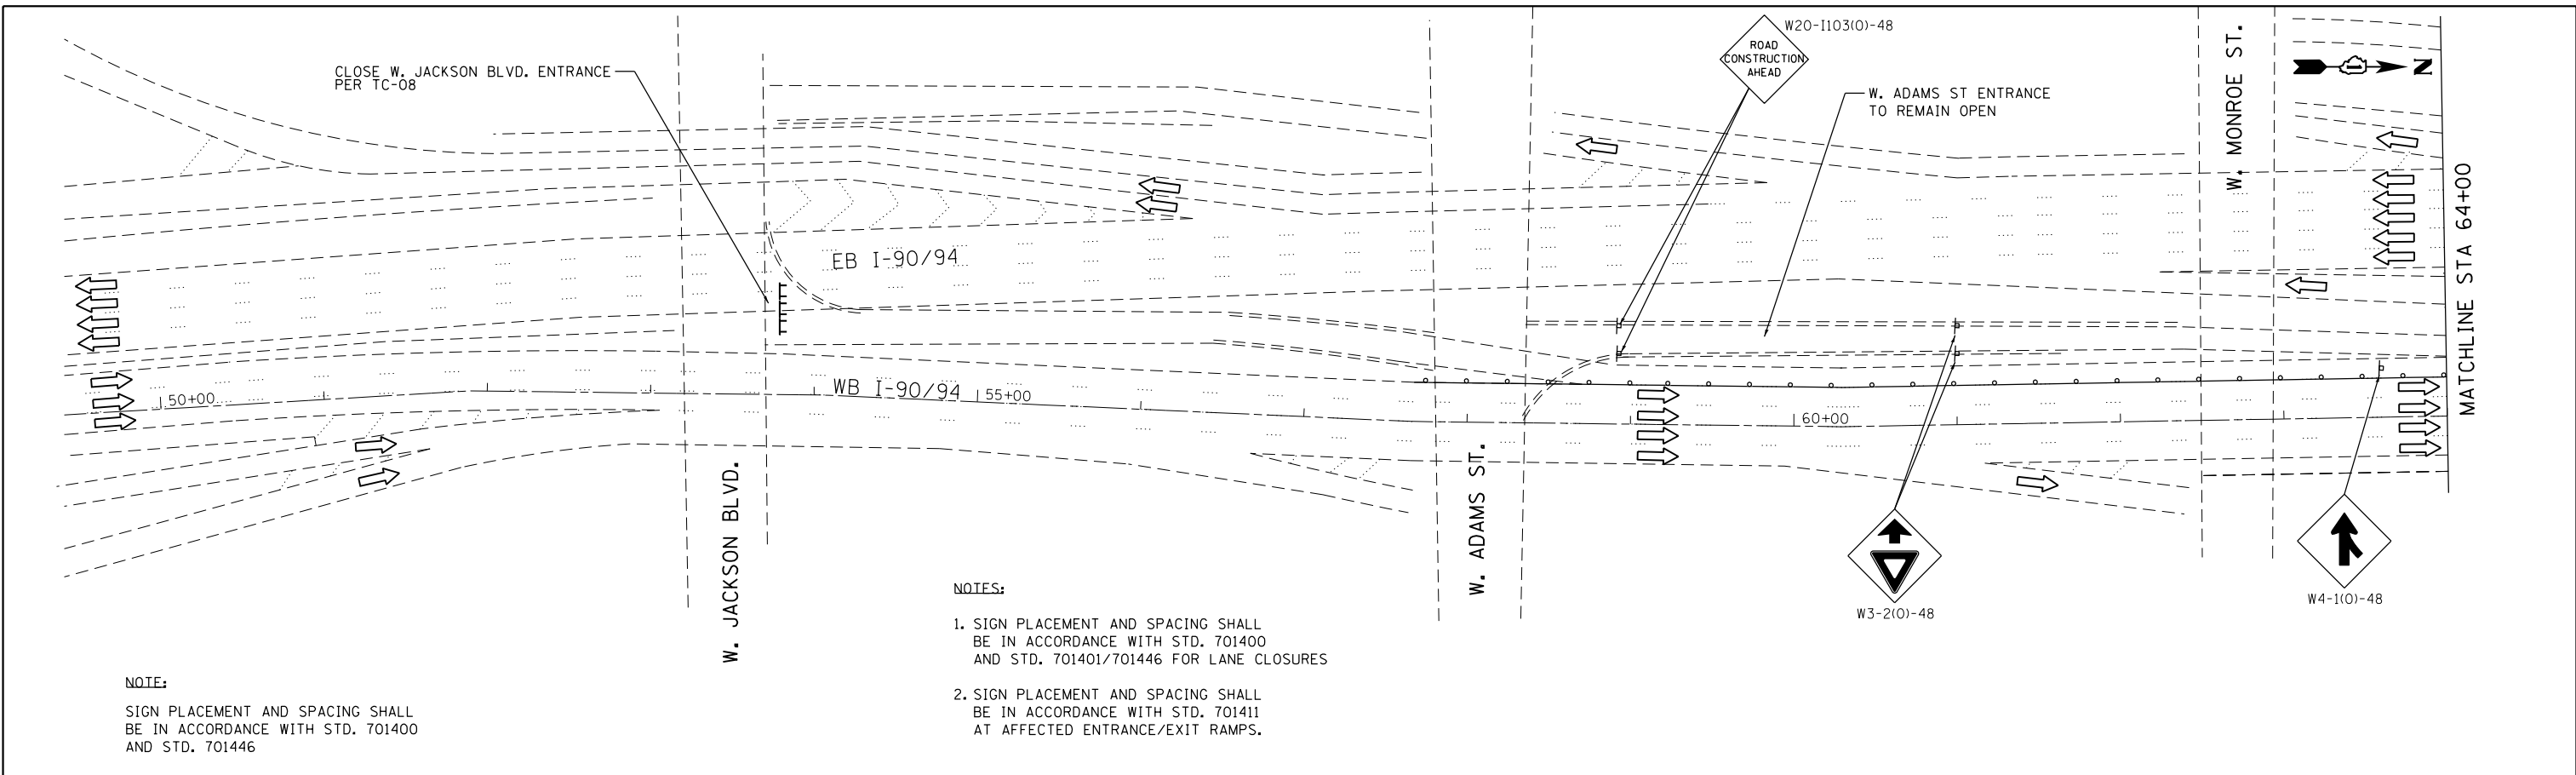 W20-I103(0)-48
ROAD
CONSTRUCTION
AHEAD
CLOSE W. JACKSON BLVD. ENTRANCE
PER TC-08
W. ADAMS ST ENTRANCE
TO REMAIN OPEN
W. MONROE ST.
N
MATCHLINE STA 64+00
EB I-90/94
WB I-90/94
50+00
55+00
60+00
W. JACKSON BLVD.
W. ADAMS ST.
W3-2(0)-48
W4-1(0)-48
NOTES:
1. SIGN PLACEMENT AND SPACING SHALL
BE IN ACCORDANCE WITH STD. 701400
AND STD. 701401/701446 FOR LANE CLOSURES
2. SIGN PLACEMENT AND SPACING SHALL
BE IN ACCORDANCE WITH STD. 701411
AT AFFECTED ENTRANCE/EXIT RAMPS.
NOTE:
SIGN PLACEMENT AND SPACING SHALL
BE IN ACCORDANCE WITH STD. 701400
AND STD. 701446